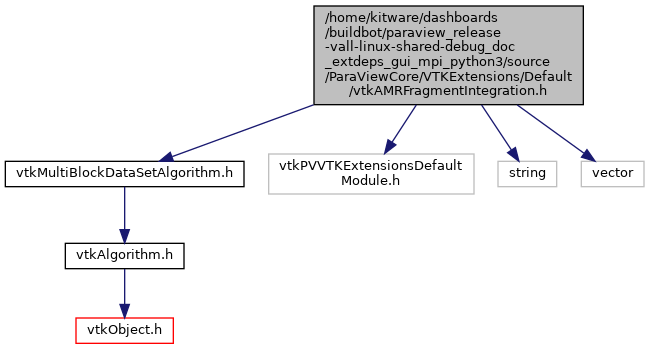 /home/kitware/dashboards
/buildbot/paraview_release
-vall-linux-shared-debug_doc
_extdeps_gui_mpi_python3/source
/ParaViewCore/VTKExtensions/Default
/vtkAMRFragmentIntegration.h
vtkMultiBlockDataSetAlgorithm.h
vtkPVVTKExtensionsDefault
Module.h
string
vector
vtkAlgorithm.h
vtkObject.h